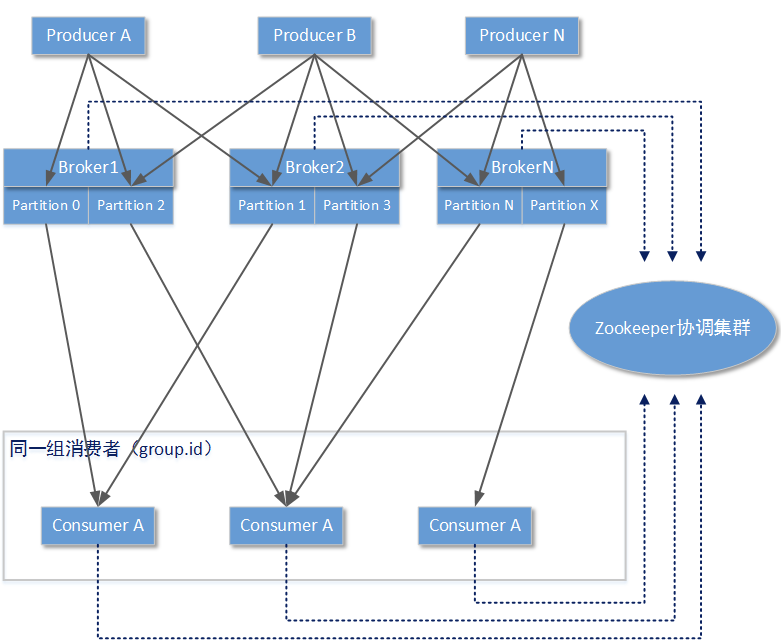 Producer A
Producer B
Producer N
Broker1
Broker2
BrokerN
Partition 0
Partition 2
Partition 1
Partition 3
Partition N
Partition X
Zookeeper协调集群
同一组消费者（group.id）
Consumer A
Consumer A
Consumer A